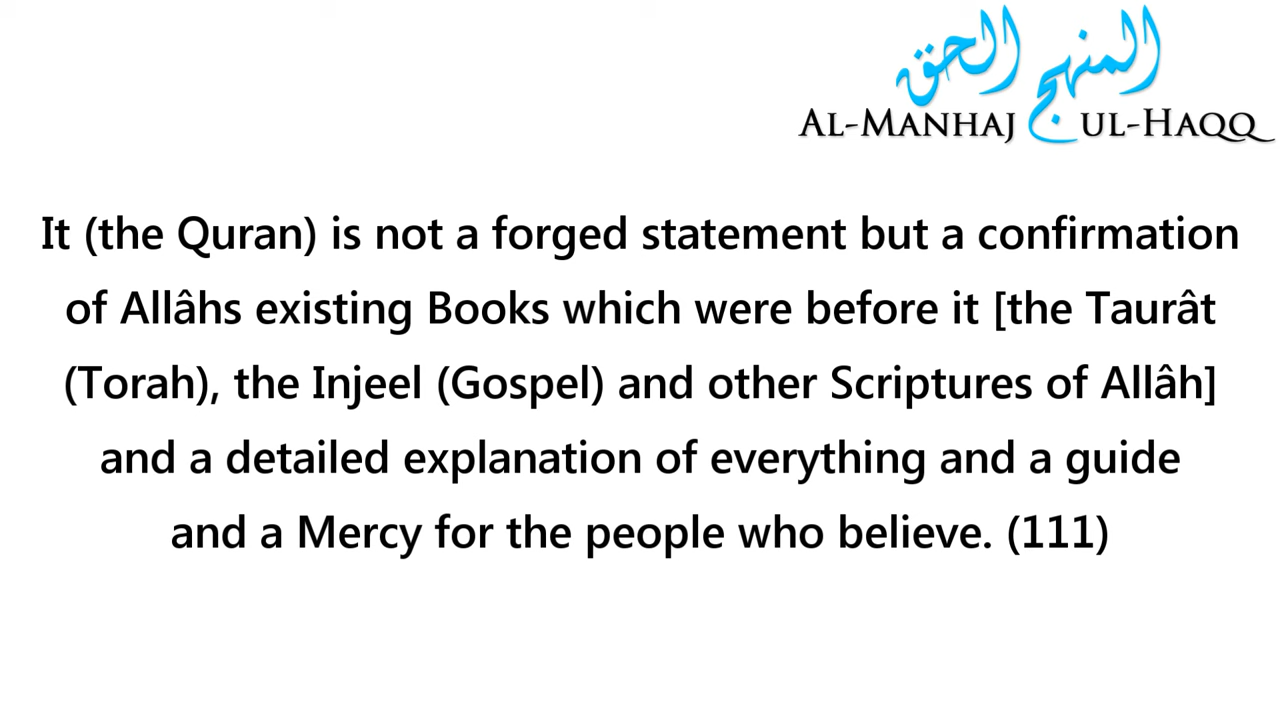 المنهج الحق
AL-MANHAJ UL-HAQQ
It (the Quran) is not a forged statement but a confirmation
of Allâhs existing Books which were before it [the Taurât
(Torah), the Injeel (Gospel) and other Scriptures of Allâh]
and a detailed explanation of everything and a guide
and a Mercy for the people who believe. (111)